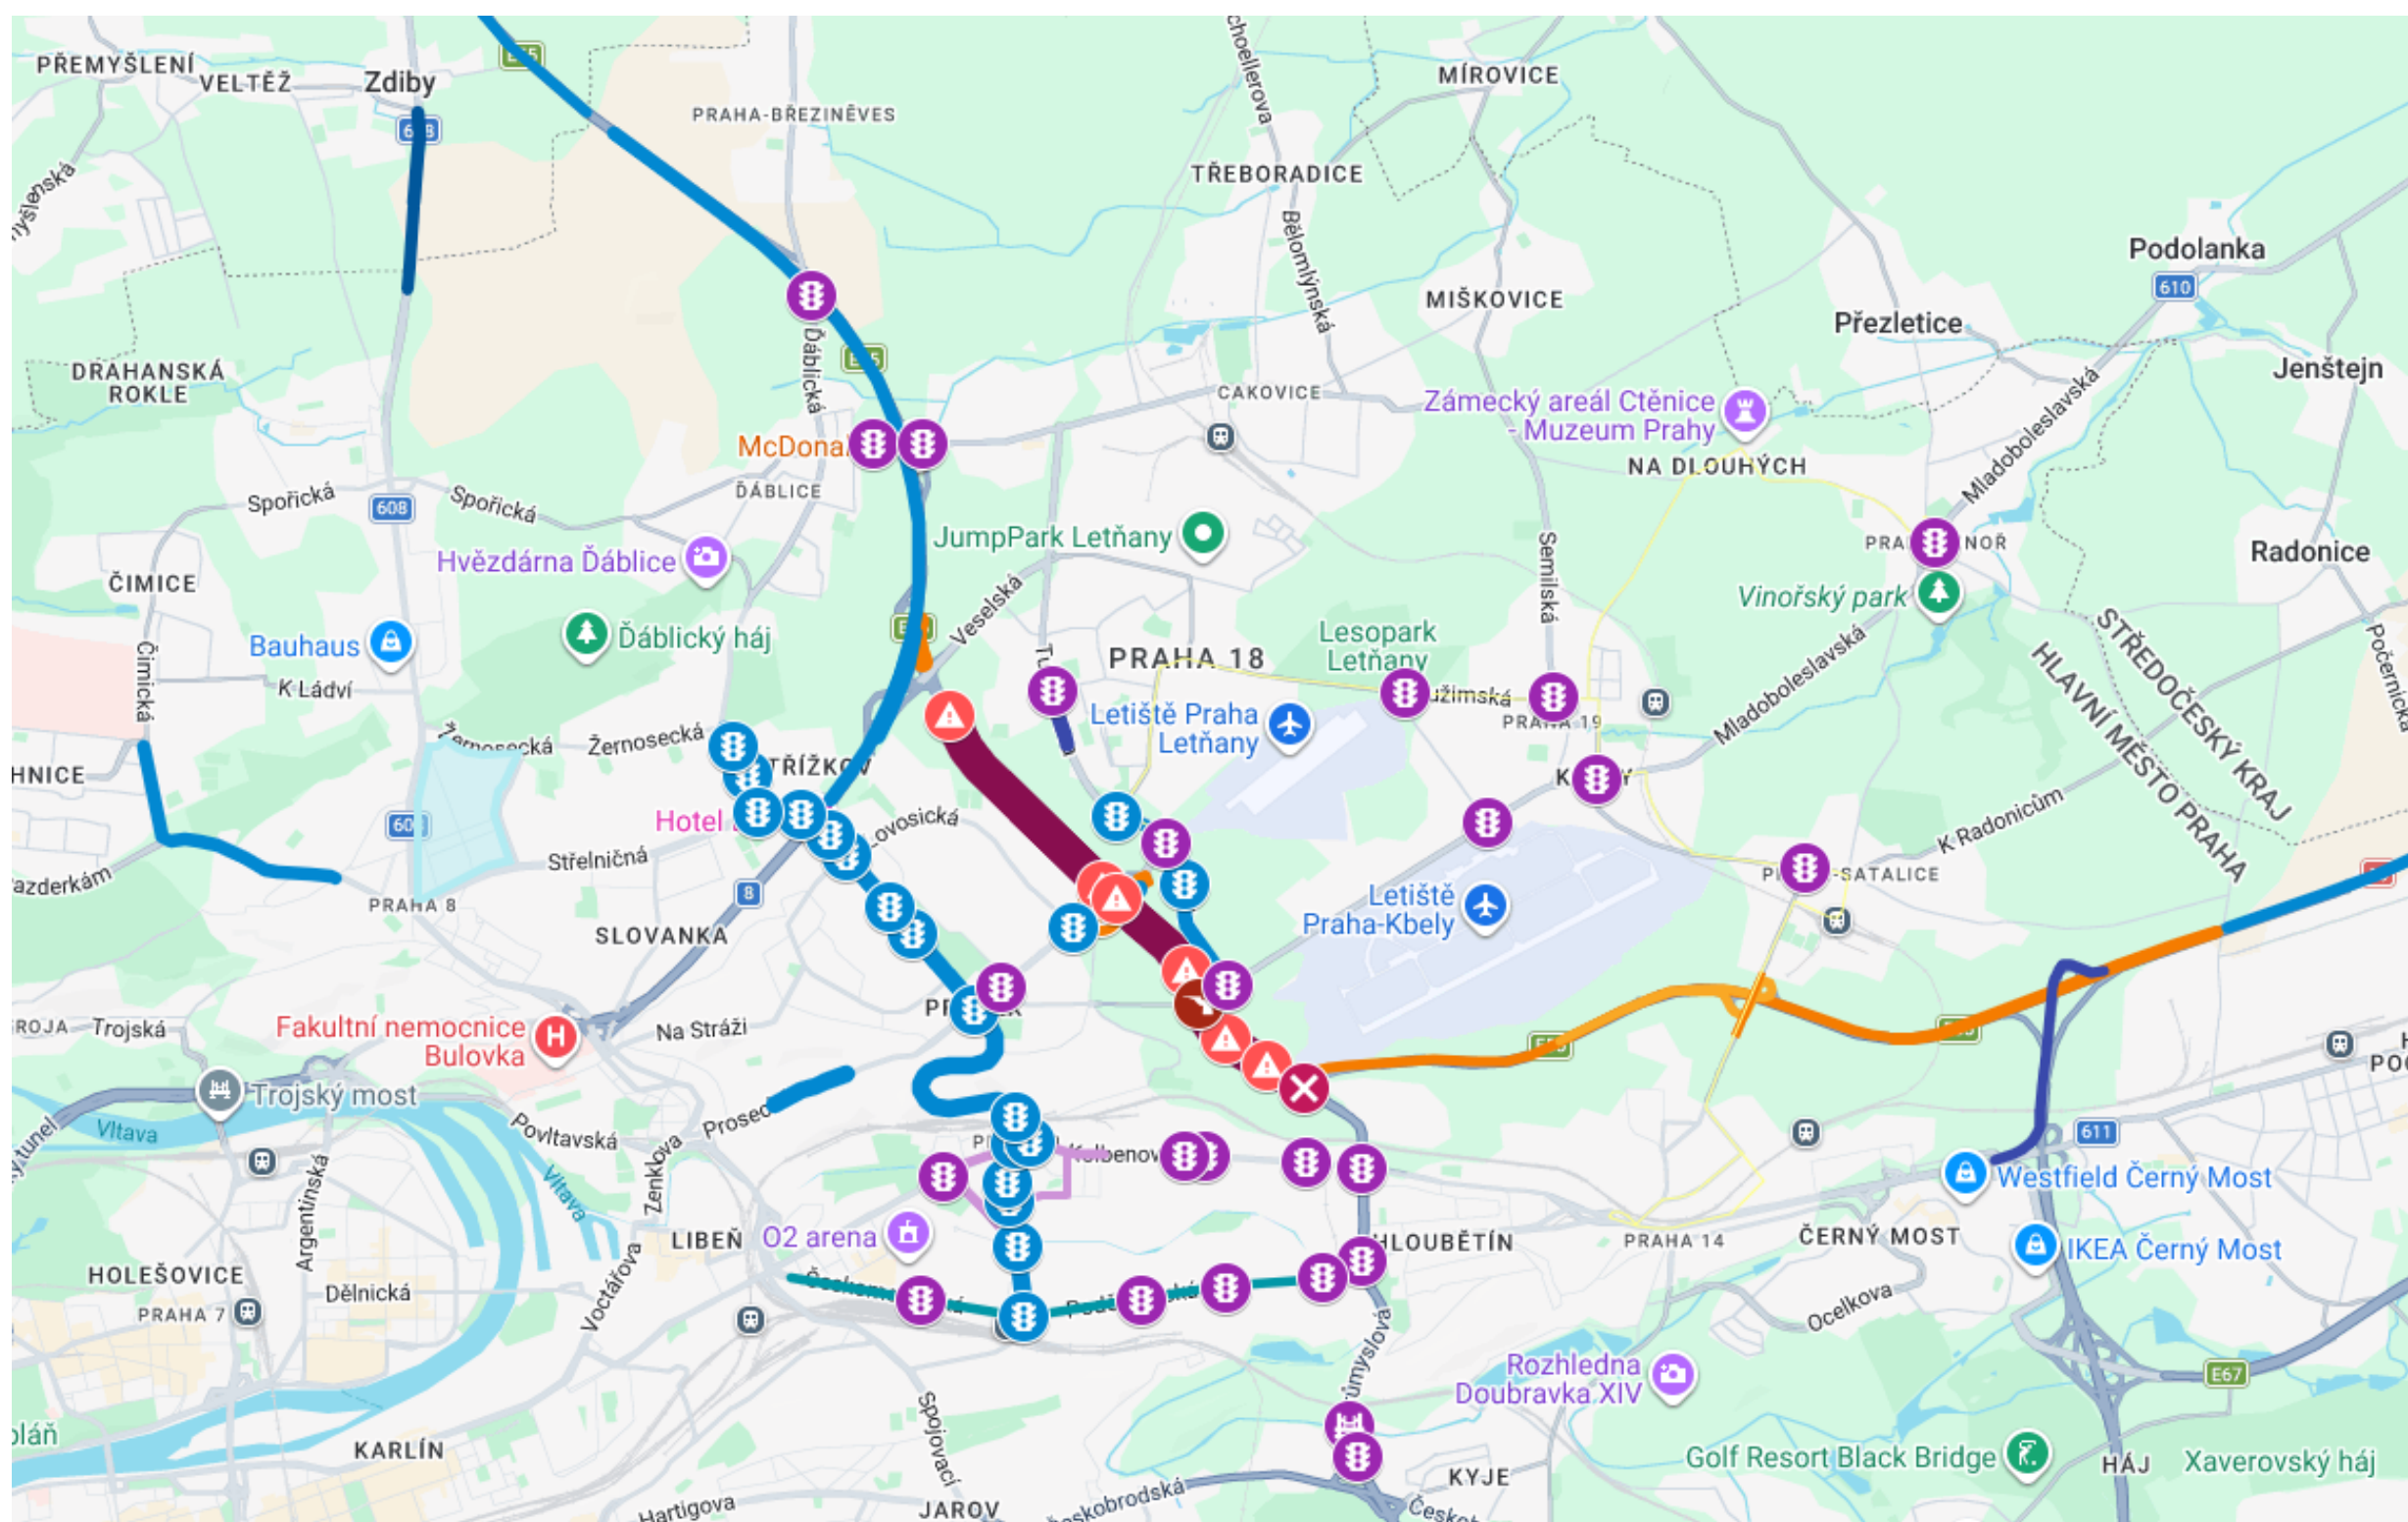 PŘEMYŠLENÍ
VELTĚŽ
Zdiby
PRAHA-BŘEZINĚVES
MÍROVICE
TŘEBORADICE
Bělomlýnská
MIŠKOVICE
Podolanka
610
Přezletice
Jenštejn
DRAHANSKÁ
ROKLE
Ďáblická
CAKOVICE
Zámecký areál Ctěnice
- Muzeum Prahy
NA DLOUHÝCH
Mladoboleslavská
ĎÁBLICE
Spořická
608
Spořická
JumpPark Letňany
Hvězdárna Ďáblice
Semilská
Radonice
ČIMICE
Vinořský park
Bauhaus
Ďáblický háj
Veselská
Lesopark
Letňany
PRAHA 18
STŘEDOČESKÝ KRAJ
HLAVNÍ MĚSTO PRAHA
K Ládví
Čimická
Mladoboleslavská
PRAHA 19
Letiště Praha
Letňany
Žernosecká
Žernosecká
Hotel
Lovosická
K Radonicům
Střelničná
PRAHA 8
8
SLOVANKA
Letiště
Praha-Kbely
Trojská
Na Stráži
Fakultní nemocnice
Bulovka
Trojský most
Vltava
Povltavská
Zenklova
Vltava
Argentinská
611
Westfield Černý Most
LIBEŇ
O2 arena
HLOUBĚTÍN
PRAHA 14
ČERNÝ MOST
IKEA Černý Most
HOLEŠOVICE
PRAHA 7
Dělnická
Voctářova
Ocelkova
Rozhledna
Doubravka XIV
E67
Spojovací
KARLÍN
Golf Resort Black Bridge
HÁJ
Xaverovský háj
KYJE
Hartigova
JAROV